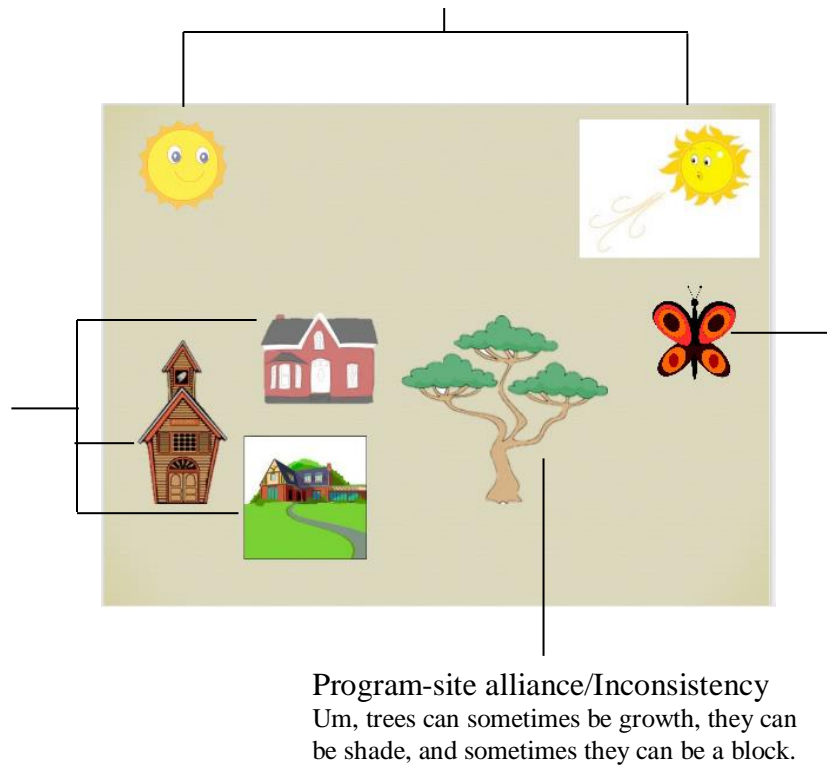 Program-site alliance/Inconsistency
Um, trees can sometimes be growth, they can
be shade, and sometimes they can be a block.